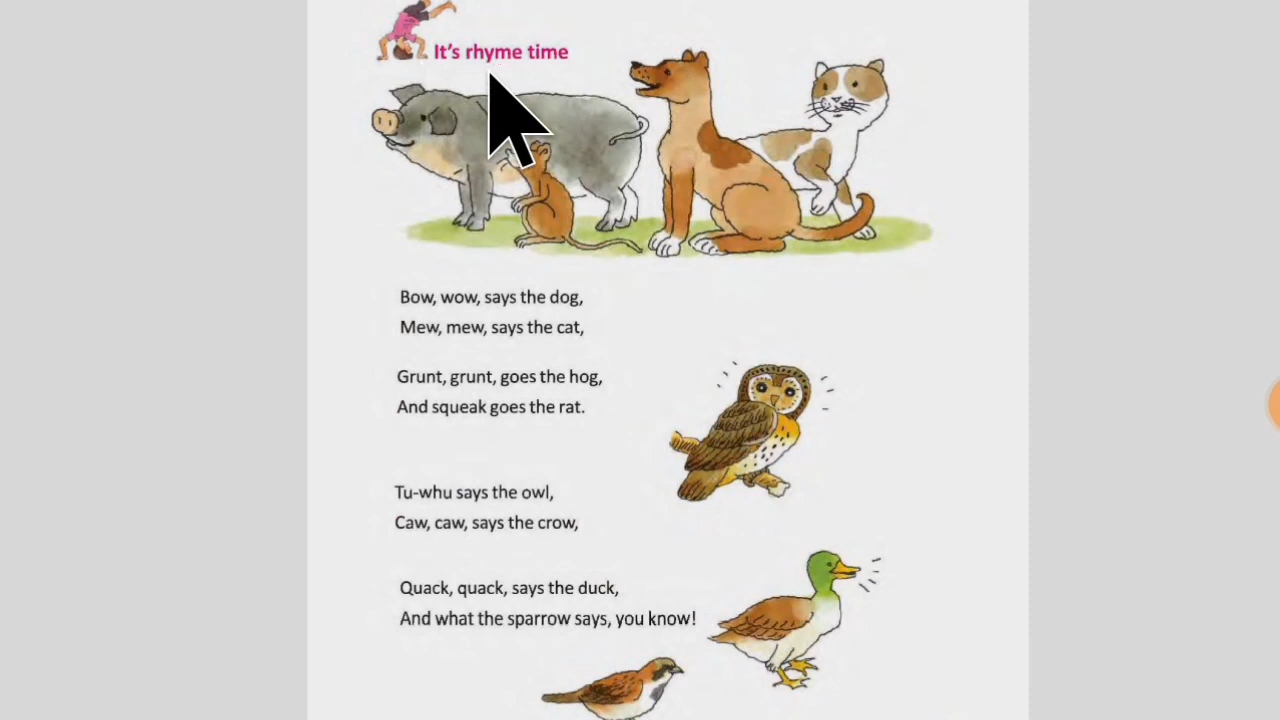 It's rhyme time
Bow, wow, says the dog,
Mew, mew, says the cat,
Grunt, grunt, goes the hog,
And squeak goes the rat.
Tu-whu says the owl,
Caw, caw, says the crow,
Quack, quack, says the duck,
And what the sparrow says, you know!